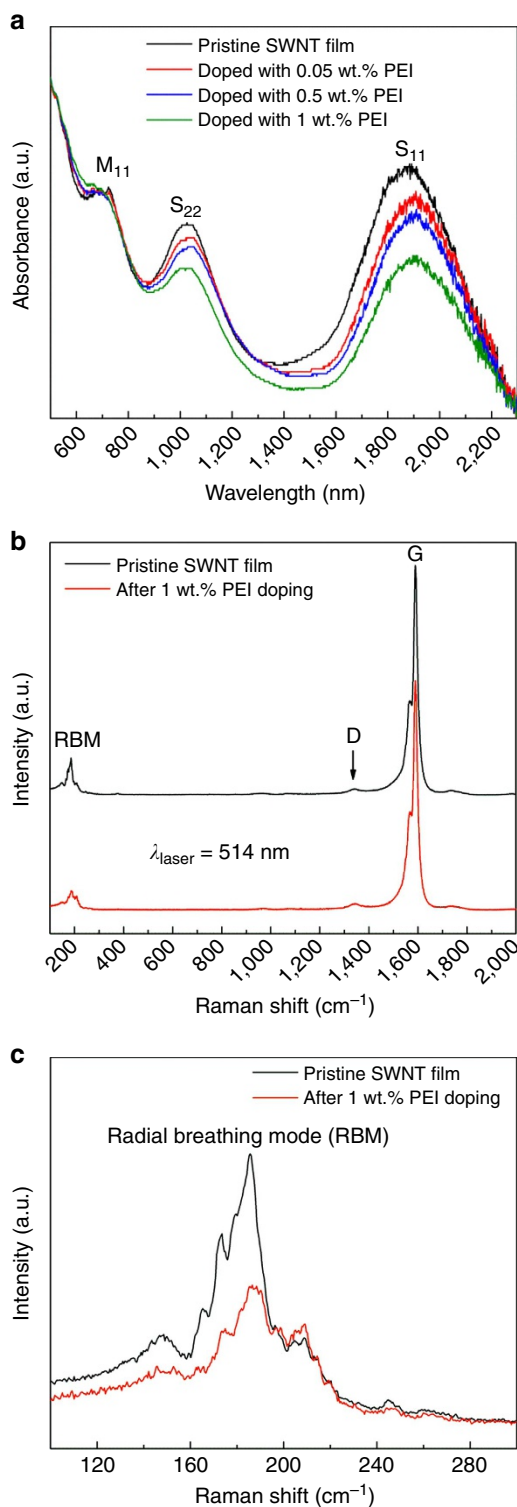 a
Pristine SWNT film
Doped with 0.05 wt.% PEI
Doped with 0.5 wt.% PEI
Doped with 1 wt.% PEI
M11
S22
S11
Absorbance (a.u.)
600 800 1,000 1,200 1,400 1,600 1,800 2,000 2,200
Wavelength (nm)
b
Pristine SWNT film
After 1 wt.% PEI doping
G
RBM
D
λlaser = 514 nm
Intensity (a.u.)
200 400 600 800 1,000 1,200 1,400 1,600 1,800 2,000
Raman shift (cm–1)
c
Pristine SWNT film
After 1 wt.% PEI doping
Radial breathing mode (RBM)
Intensity (a.u.)
120 160 200 240 280
Raman shift (cm–1)